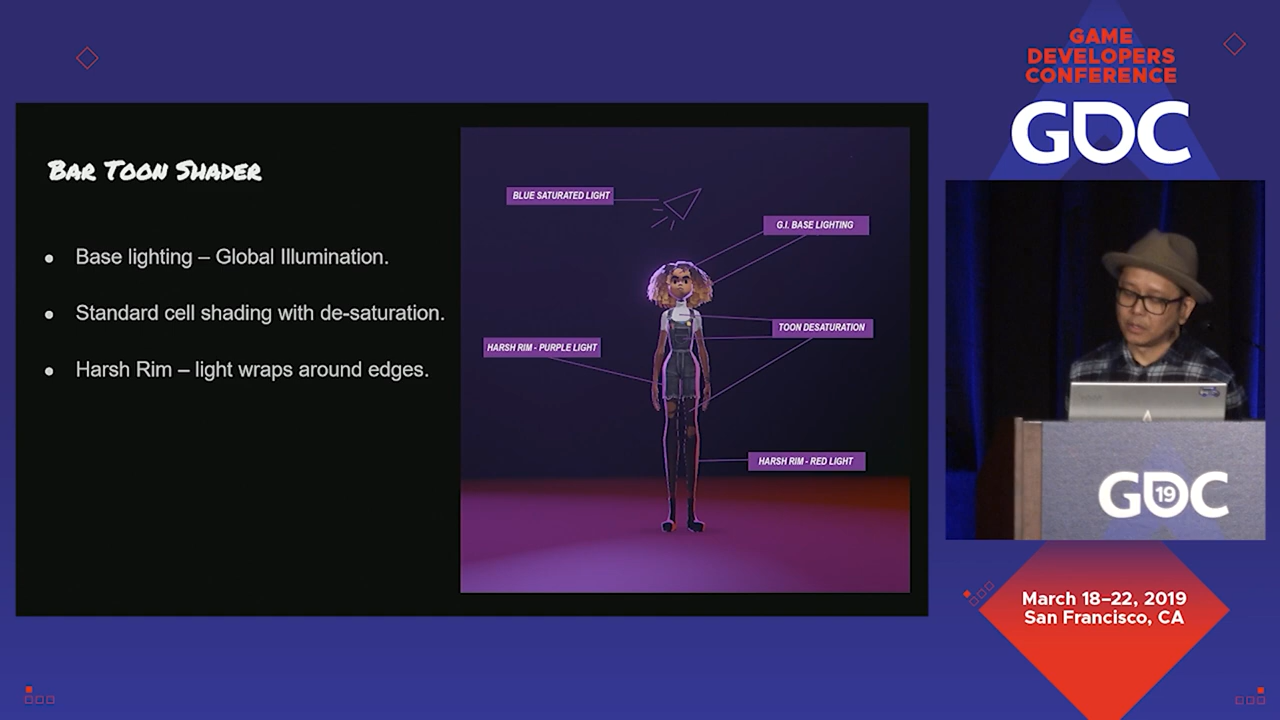 GAME
DEVELOPERS
CONFERENCE
GDC
BAR TOON SHADER
Base lighting – Global Illumination.
Standard cell shading with de-saturation.
Harsh Rim – light wraps around edges.
BLUE SATURATED LIGHT
G.I. BASE LIGHTING
TOON DESATURATION
HARSH RIM - PURPLE LIGHT
HARSH RIM - RED LIGHT
GDC
19
March 18–22, 2019
San Francisco, CA